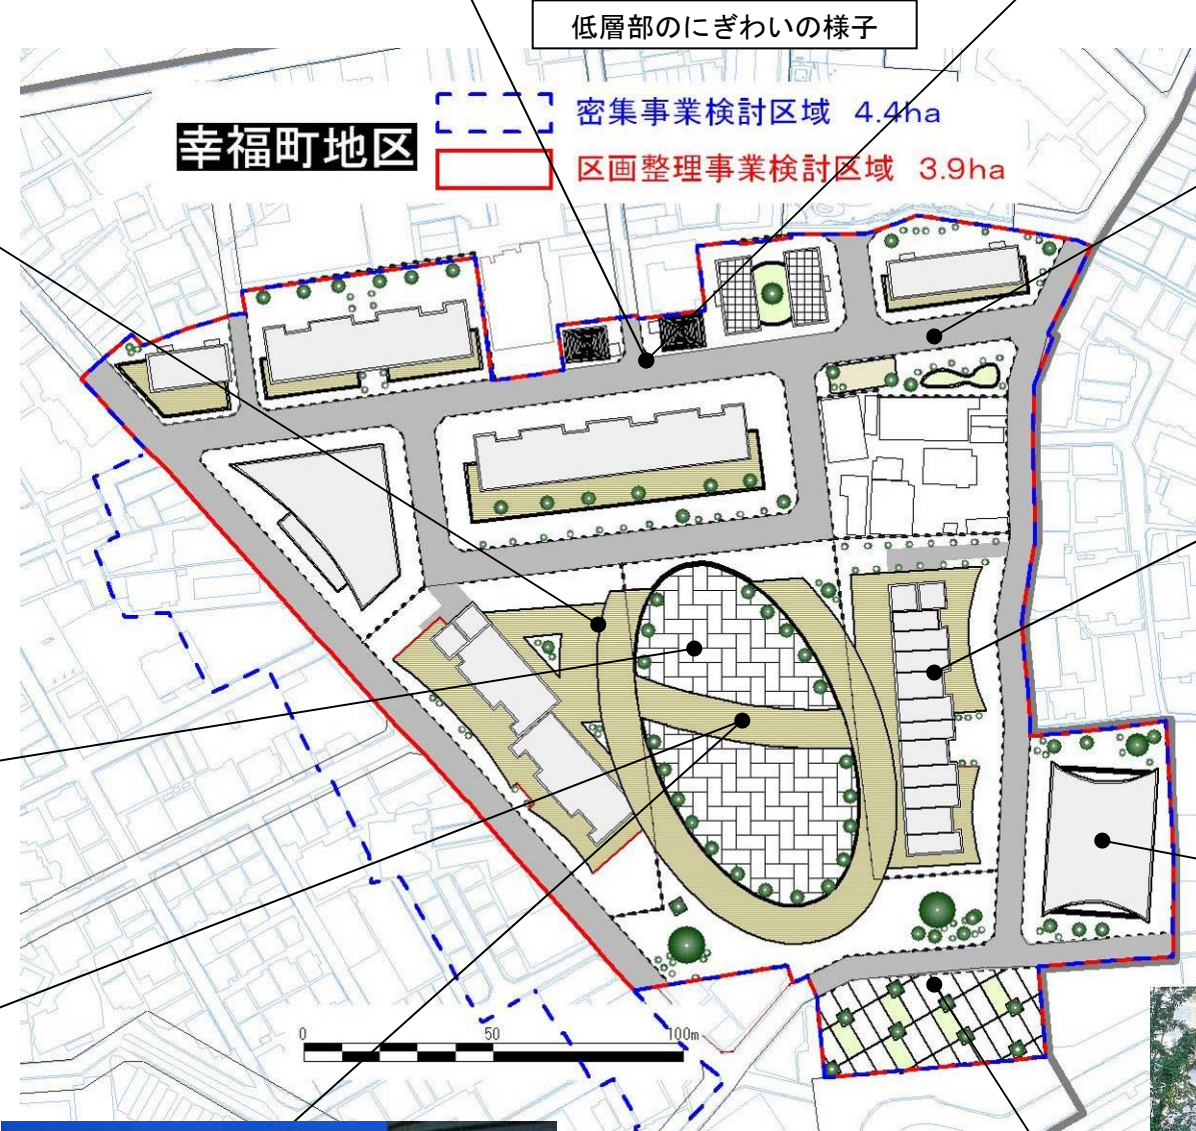 低層部のにぎわいの様子
幸福町地区
密集事業検討区域 4.4ha
区画整理事業検討区域 3.9ha
0 50 100m